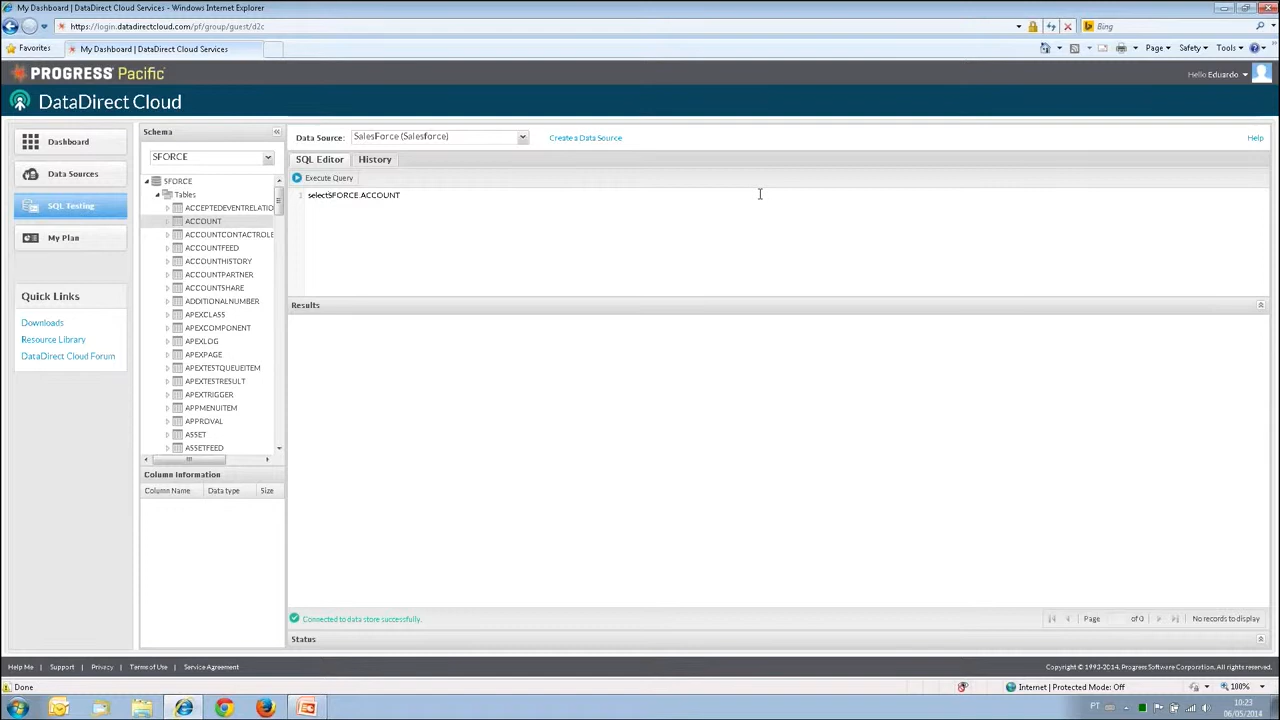 My Dashboard | DataDirect Cloud Services - Windows Internet Explorer
https://login.datadirectcloud.com/pf/group/guest/d2c
Bing
Favorites
My Dashboard | DataDirect Cloud Services
Page
Safety
Tools
PROGRESS Pacific
Hello Eduardo
DataDirect Cloud
Dashboard
Data Sources
SQL Testing
My Plan
Quick Links
Downloads
Resource Library
DataDirect Cloud Forum
Schema
SFORCE
SFORCE
Tables
ACCEPTEDEVENTRELATIO
ACCOUNT
ACCOUNTCONTACTROLE
ACCOUNTFEED
ACCOUNTHISTORY
ACCOUNTPARTNER
ACCOUNTSHARE
ADDITIONALNUMBER
APEXCLASS
APEXCOMPONENT
APEXLOG
APEXPAGE
APEXTESTQUEUEITEM
APEXTESTRESULT
APEXTRIGGER
APPMENUITEM
APPROVAL
ASSET
ASSETFEED
Column Information
Column Name Data type Size
Data Source: SalesForce (Salesforce) Create a Data Source Help
SQL Editor History
Execute Query
1 selectSFORCE.ACCOUNT
Results
Connected to data store successfully.
Page of 0 No records to display
Status
Help Me | Support | Privacy | Terms of Use | Service Agreement
Copyright © 1993-2014, Progress Software Corporation. All rights reserved.
Done
Internet | Protected Mode: Off
100%
PT
10:23
06/05/2014